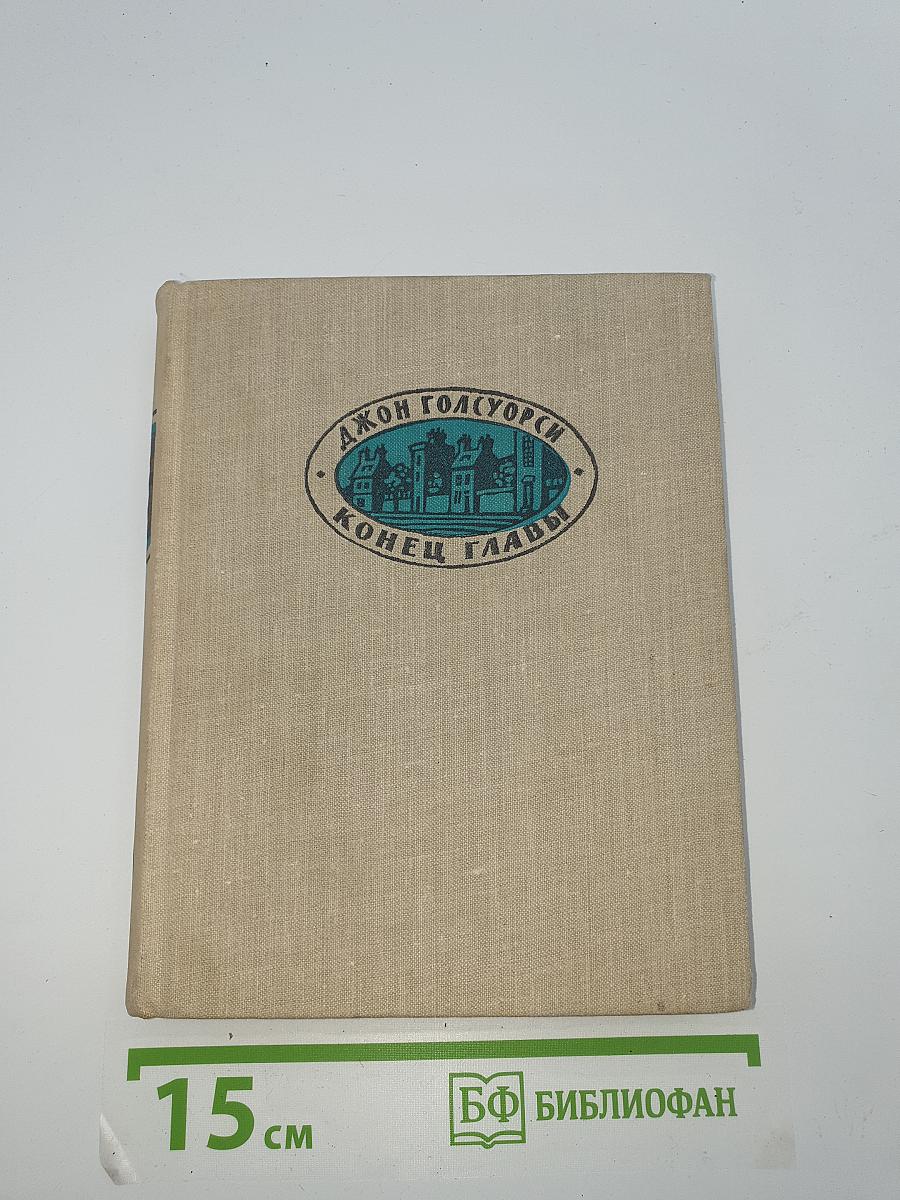 ДЖОН ГОЛСУОРСИ
КОНЕЦ ГЛАВЫ
15 см
БФ БИБЛИОФАН